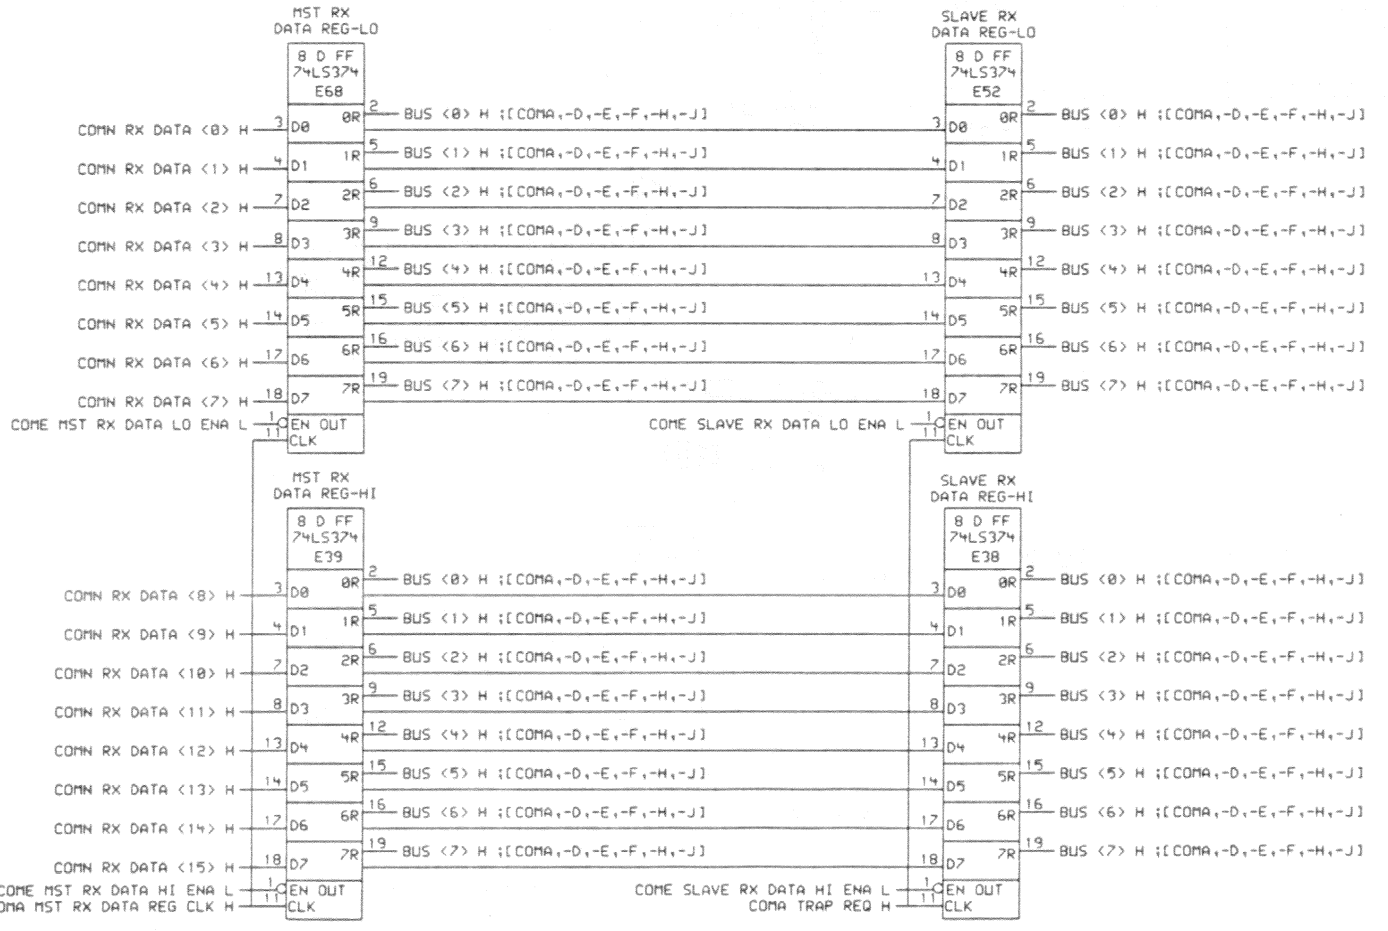 MST RX
DATA REG-LO
8 D FF
74LS374
E68
COMN RX DATA <0> H 3 D0 0R 2 BUS <0> H ;[COMA,-D,-E,-F,-H,-J]
COMN RX DATA <1> H 4 D1 1R 5 BUS <1> H ;[COMA,-D,-E,-F,-H,-J]
COMN RX DATA <2> H 7 D2 2R 6 BUS <2> H ;[COMA,-D,-E,-F,-H,-J]
COMN RX DATA <3> H 8 D3 3R 9 BUS <3> H ;[COMA,-D,-E,-F,-H,-J]
COMN RX DATA <4> H 13 D4 4R 12 BUS <4> H ;[COMA,-D,-E,-F,-H,-J]
COMN RX DATA <5> H 14 D5 5R 15 BUS <5> H ;[COMA,-D,-E,-F,-H,-J]
COMN RX DATA <6> H 17 D6 6R 16 BUS <6> H ;[COMA,-D,-E,-F,-H,-J]
COMN RX DATA <7> H 18 D7 7R 19 BUS <7> H ;[COMA,-D,-E,-F,-H,-J]
COME MST RX DATA LO ENA L 1 EN OUT
11 CLK
SLAVE RX
DATA REG-LO
8 D FF
74LS374
E52
3 D0 0R 2 BUS <0> H ;[COMA,-D,-E,-F,-H,-J]
4 D1 1R 5 BUS <1> H ;[COMA,-D,-E,-F,-H,-J]
7 D2 2R 6 BUS <2> H ;[COMA,-D,-E,-F,-H,-J]
8 D3 3R 9 BUS <3> H ;[COMA,-D,-E,-F,-H,-J]
13 D4 4R 12 BUS <4> H ;[COMA,-D,-E,-F,-H,-J]
14 D5 5R 15 BUS <5> H ;[COMA,-D,-E,-F,-H,-J]
17 D6 6R 16 BUS <6> H ;[COMA,-D,-E,-F,-H,-J]
18 D7 7R 19 BUS <7> H ;[COMA,-D,-E,-F,-H,-J]
COME SLAVE RX DATA LO ENA L 1 EN OUT
11 CLK
MST RX
DATA REG-HI
8 D FF
74LS374
E39
COMN RX DATA <8> H 3 D0 0R 2 BUS <0> H ;[COMA,-D,-E,-F,-H,-J]
COMN RX DATA <9> H 4 D1 1R 5 BUS <1> H ;[COMA,-D,-E,-F,-H,-J]
COMN RX DATA <10> H 7 D2 2R 6 BUS <2> H ;[COMA,-D,-E,-F,-H,-J]
COMN RX DATA <11> H 8 D3 3R 9 BUS <3> H ;[COMA,-D,-E,-F,-H,-J]
COMN RX DATA <12> H 13 D4 4R 12 BUS <4> H ;[COMA,-D,-E,-F,-H,-J]
COMN RX DATA <13> H 14 D5 5R 15 BUS <5> H ;[COMA,-D,-E,-F,-H,-J]
COMN RX DATA <14> H 17 D6 6R 16 BUS <6> H ;[COMA,-D,-E,-F,-H,-J]
COMN RX DATA <15> H 18 D7 7R 19 BUS <7> H ;[COMA,-D,-E,-F,-H,-J]
COME MST RX DATA HI ENA L 1 EN OUT
OMA MST RX DATA REG CLK H 11 CLK
SLAVE RX
DATA REG-HI
8 D FF
74LS374
E38
3 D0 0R 2 BUS <0> H ;[COMA,-D,-E,-F,-H,-J]
4 D1 1R 5 BUS <1> H ;[COMA,-D,-E,-F,-H,-J]
7 D2 2R 6 BUS <2> H ;[COMA,-D,-E,-F,-H,-J]
8 D3 3R 9 BUS <3> H ;[COMA,-D,-E,-F,-H,-J]
13 D4 4R 12 BUS <4> H ;[COMA,-D,-E,-F,-H,-J]
14 D5 5R 15 BUS <5> H ;[COMA,-D,-E,-F,-H,-J]
17 D6 6R 16 BUS <6> H ;[COMA,-D,-E,-F,-H,-J]
18 D7 7R 19 BUS <7> H ;[COMA,-D,-E,-F,-H,-J]
COME SLAVE RX DATA HI ENA L 1 EN OUT
COMA TRAP REQ H 11 CLK